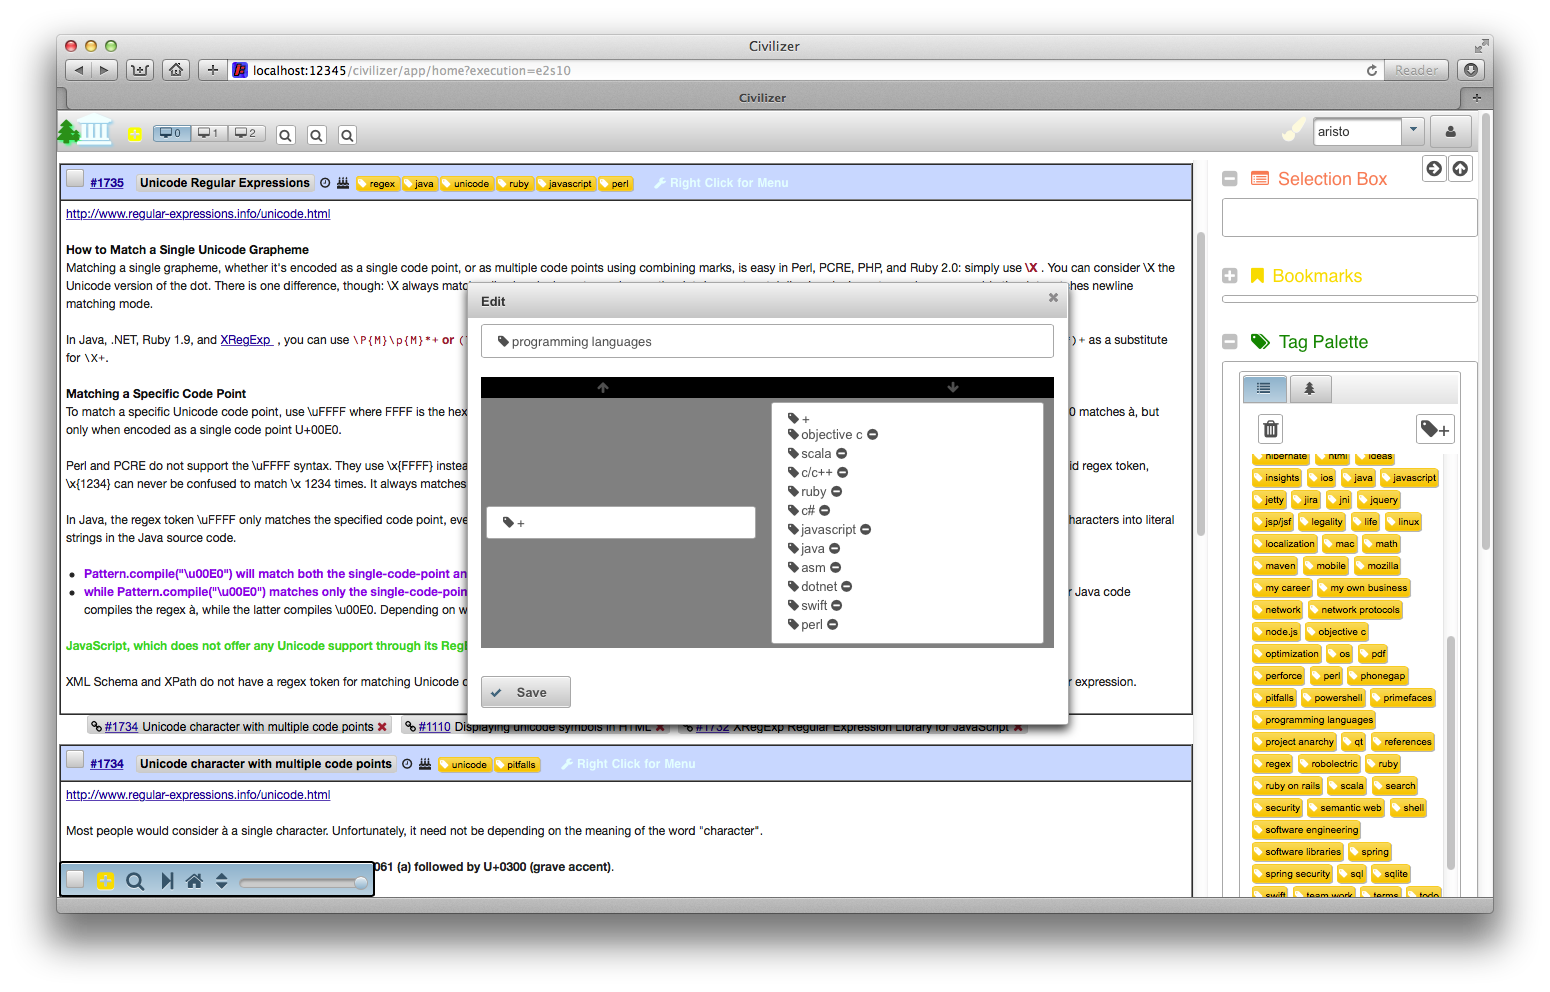 Civilizer
localhost:12345/civilizer/app/home?execution=e2s10
Reader
Civilizer
0 1 2
aristo
#1735 Unicode Regular Expressions regex java unicode ruby javascript perl Right Click for Menu
http://www.regular-expressions.info/unicode.html
How to Match a Single Unicode Grapheme
Matching a single grapheme, whether it's encoded as a single code point, or as multiple code points using combining marks, is easy in Perl, PCRE, PHP, and Ruby 2.0: simply use \X . You can consider \X the
Unicode version of the dot. There is one difference, though: \X always
matching mode.
In Java, .NET, Ruby 1.9, and XRegExp , you can use \P{M}\p{M}*+ or ( )+ as a substitute
for \X+.
Matching a Specific Code Point
To match a specific Unicode code point, use \uFFFF where FFFF is the hex 0 matches à, but
only when encoded as a single code point U+00E0.
Perl and PCRE do not support the \uFFFF syntax. They use \x{FFFF} id regex token,
\x{1234} can never be confused to match \x 1234 times. It always matches
In Java, the regex token \uFFFF only matches the specified code point, characters into literal
strings in the Java source code.
Pattern.compile("\u00E0") will match both the single-code-point
while Pattern.compile("\u00E0") matches only the single-code- Java code
compiles the regex à, while the latter compiles \u00E0. Depending on
JavaScript, which does not offer any Unicode support through its
XML Schema and XPath do not have a regex token for matching Unicode r expression.
#1734 Unicode character with multiple code points #1110 Displaying unicode symbols in HTML #1732 XRegExp Regular Expression Library for JavaScript
#1734 Unicode character with multiple code points unicode pitfalls Right Click for Menu
http://www.regular-expressions.info/unicode.html
Most people would consider à a single character. Unfortunately, it need not be depending on the meaning of the word "character".
061 (a) followed by U+0300 (grave accent).
Edit
programming languages
+
+
objective c
scala
c/c++
ruby
c#
javascript
java
asm
dotnet
swift
perl
Save
Selection Box
Bookmarks
Tag Palette
+
hibernate html ideas
insights ios java javascript
jetty jira jni jquery
jsp/jsf legality life linux
localization mac math
maven mobile mozilla
my career my own business
network network protocols
node.js objective c
optimization os pdf
perforce perl phonegap
pitfalls powershell primefaces
programming languages
project anarchy qt references
regex robolectric ruby
ruby on rails scala search
security semantic web shell
software engineering
software libraries spring
spring security sql sqlite
swift team work terms todo